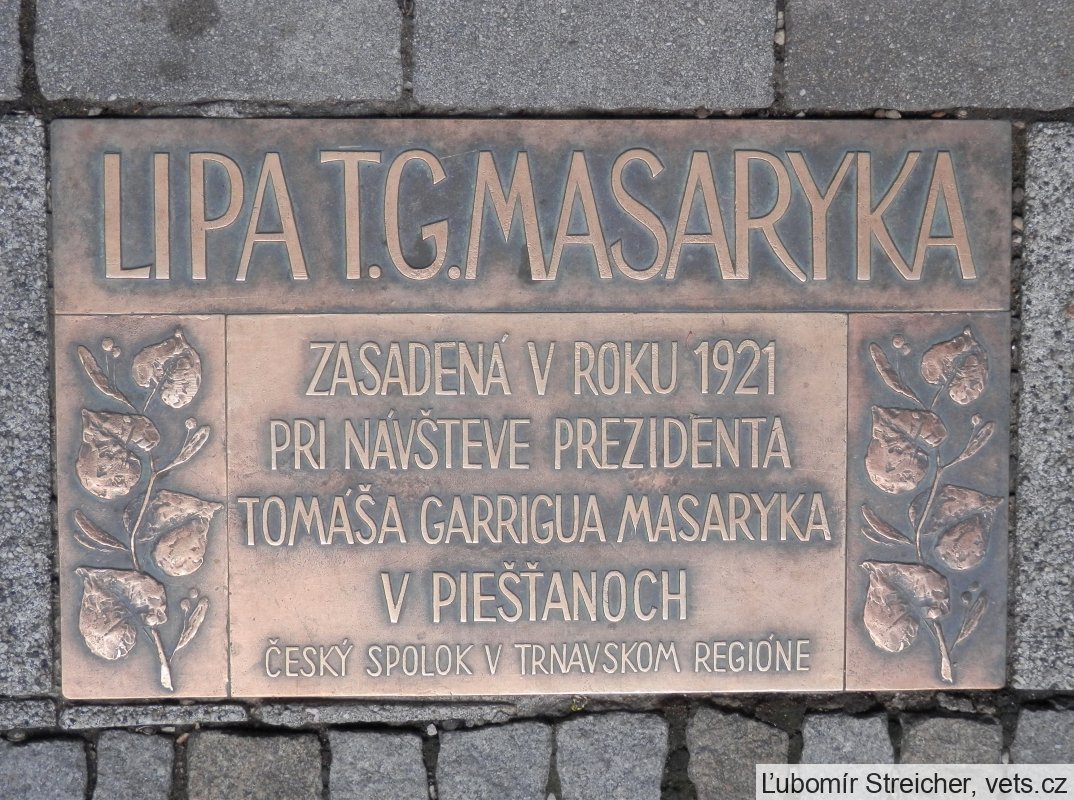 LIPA T.G. MASARYKA
ZASADENÁ V ROKU 1921
PRI NÁVŠTEVE PREZIDENTA
TOMÁŠA GARRIGUA MASARYKA
V PIEŠŤANOCH
ČESKÝ SPOLOK V TRNAVSKOM REGIÓNE
Ľubomír Streicher, vets.cz